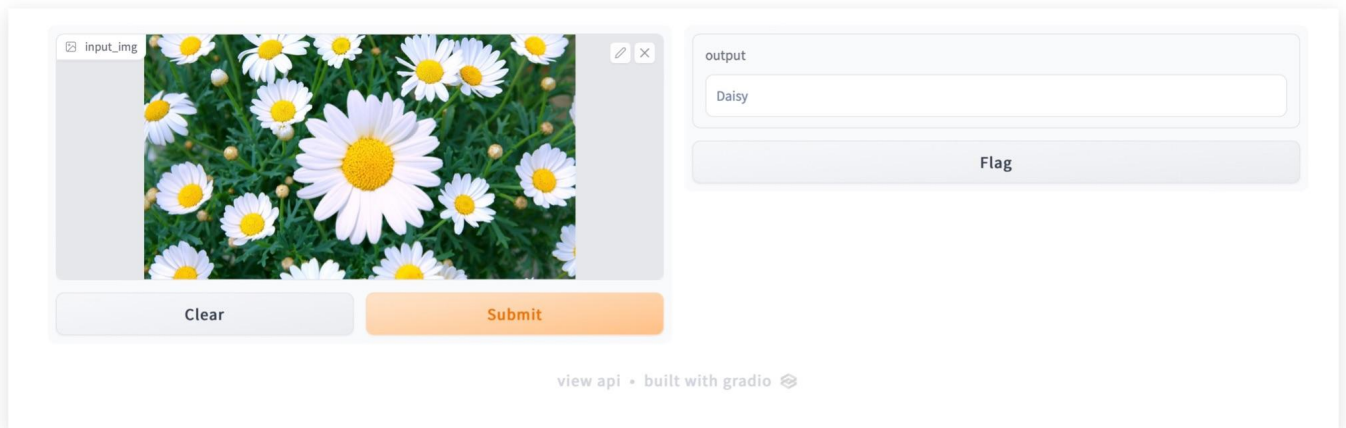 input_img
output
Daisy
Flag
Clear
Submit
view api • built with gradio